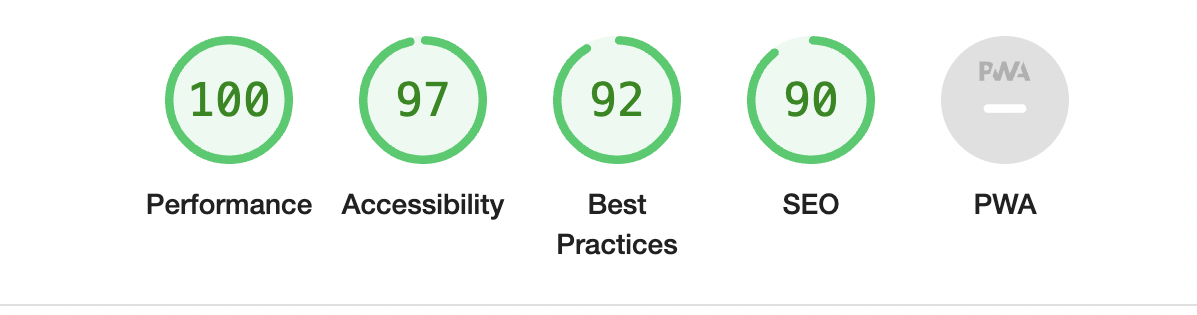 100
97
92
90
PWA
Performance
Accessibility
Best
Practices
SEO
PWA